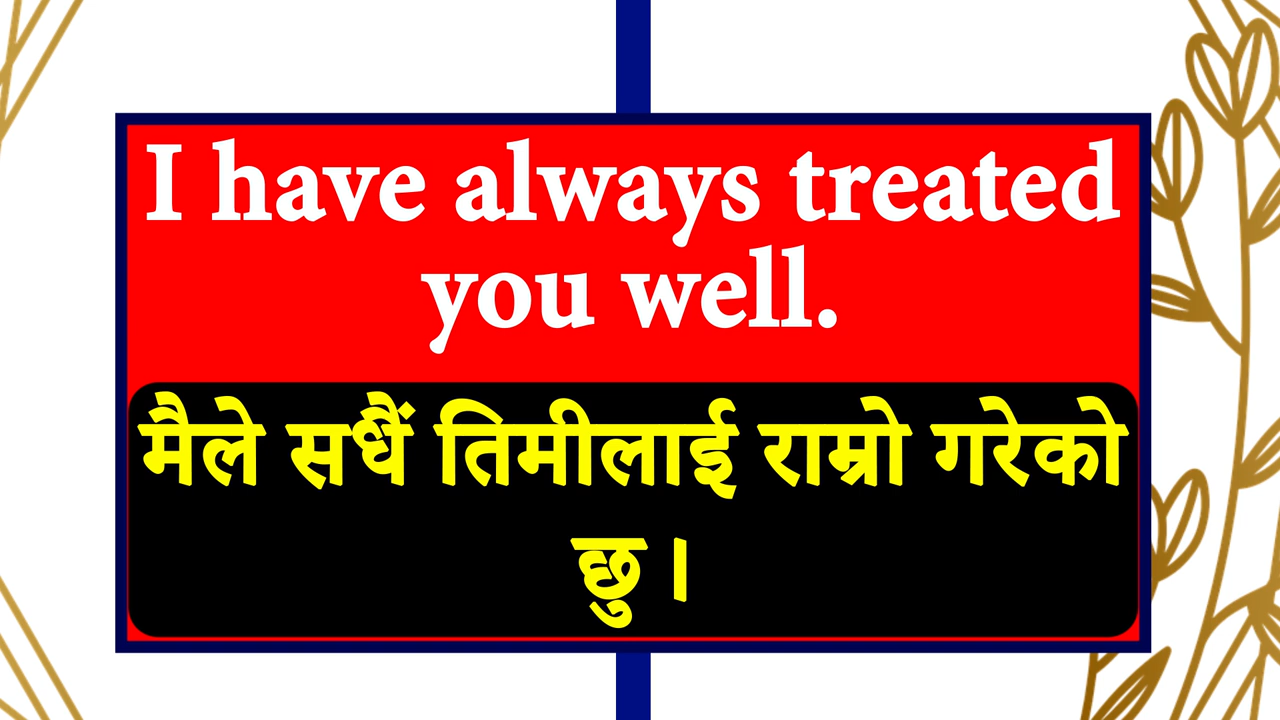 I have always treated
you well.
मैले सधैं तिमीलाई राम्रो गरेको
छु ।